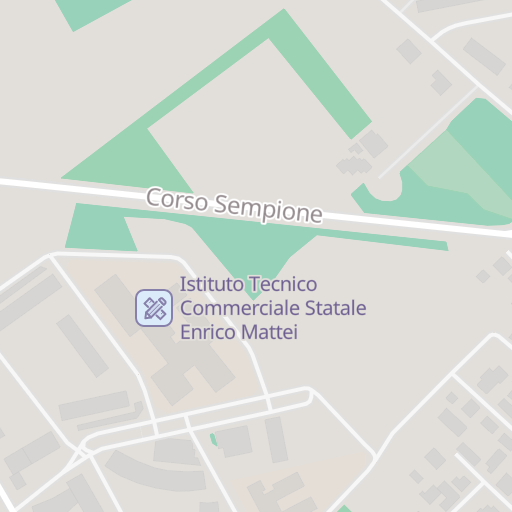 Corso Sempione
Istituto Tecnico
Commerciale Statale
Enrico Mattei